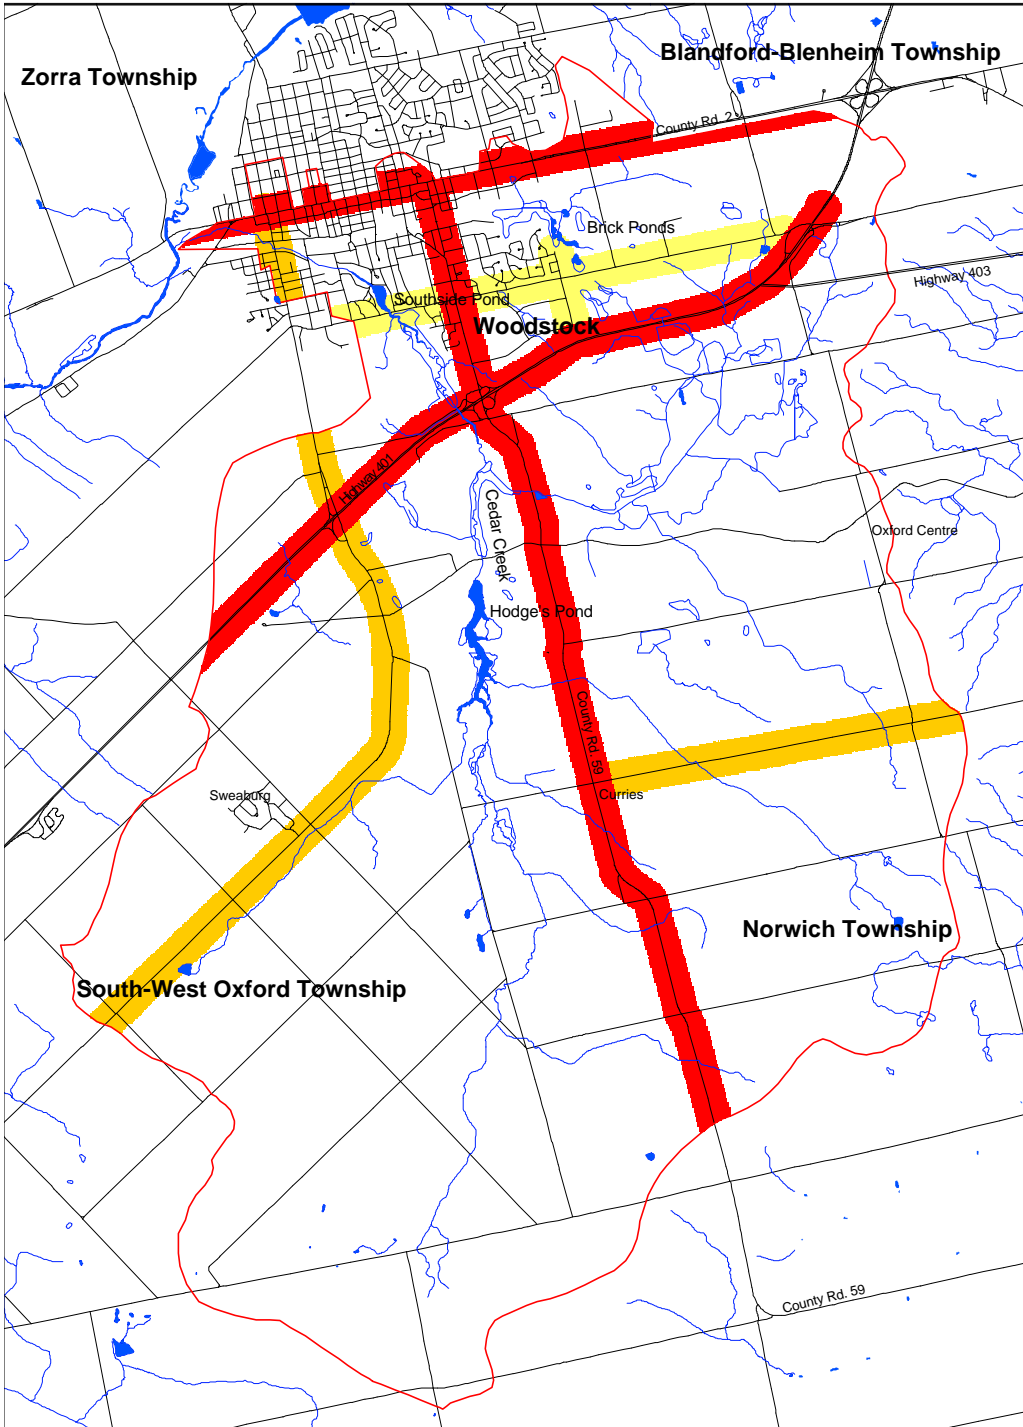 Blandford-Blenheim Township
Zorra Township
County Rd. 2
Brick Ponds
Highway 403
Southside Pond
Woodstock
Highway 401
Cedar Creek
Oxford Centre
Hodge's Pond
County Rd. 59
Sweaburg
Curries
Norwich Township
South-West Oxford Township
County Rd. 59